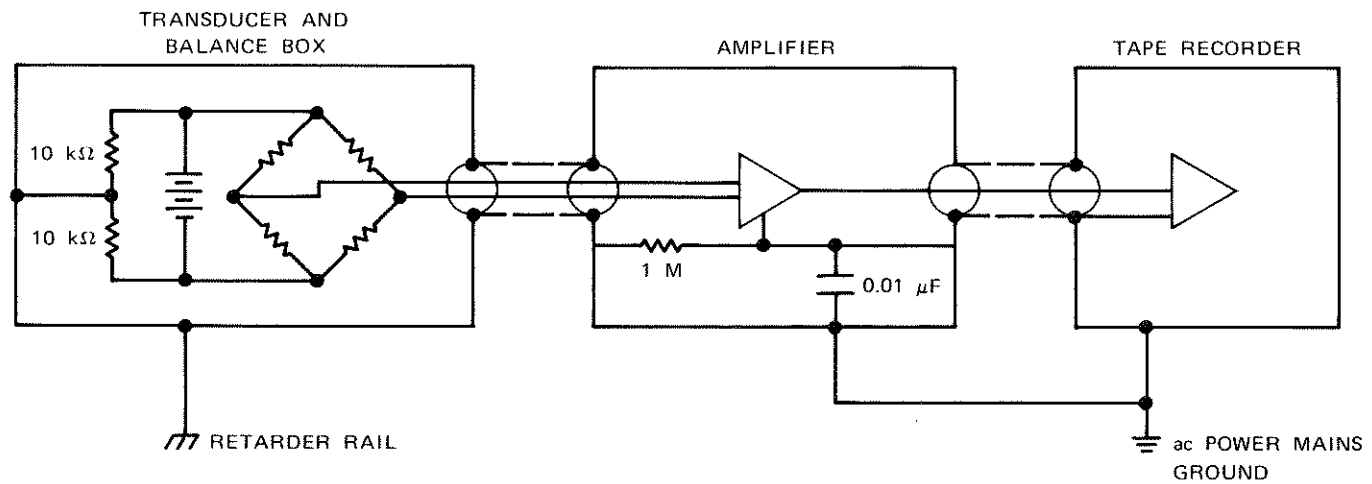 TRANSDUCER AND
BALANCE BOX
AMPLIFIER
TAPE RECORDER
10 kΩ
10 kΩ
1 M
0.01 μF
RETARDER RAIL
ac POWER MAINS
GROUND